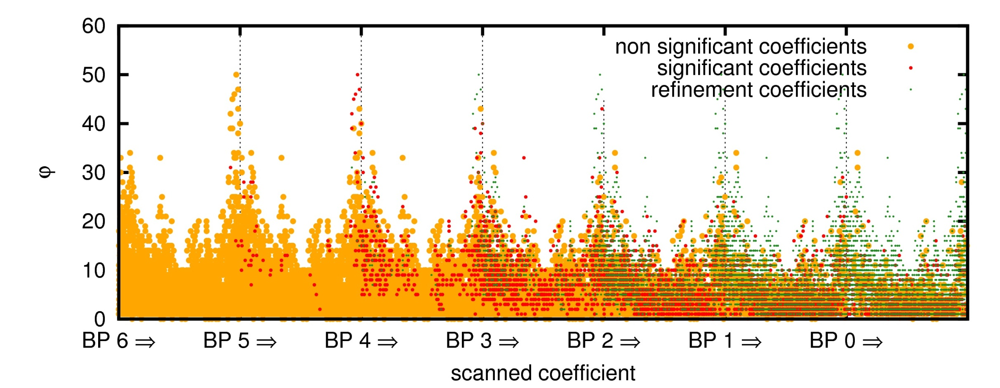 60
50
40
30
20
10
0
φ
non significant coefficients
significant coefficients
refinement coefficients
BP 6 ⇒ BP 5 ⇒ BP 4 ⇒ BP 3 ⇒ BP 2 ⇒ BP 1 ⇒ BP 0 ⇒
scanned coefficient